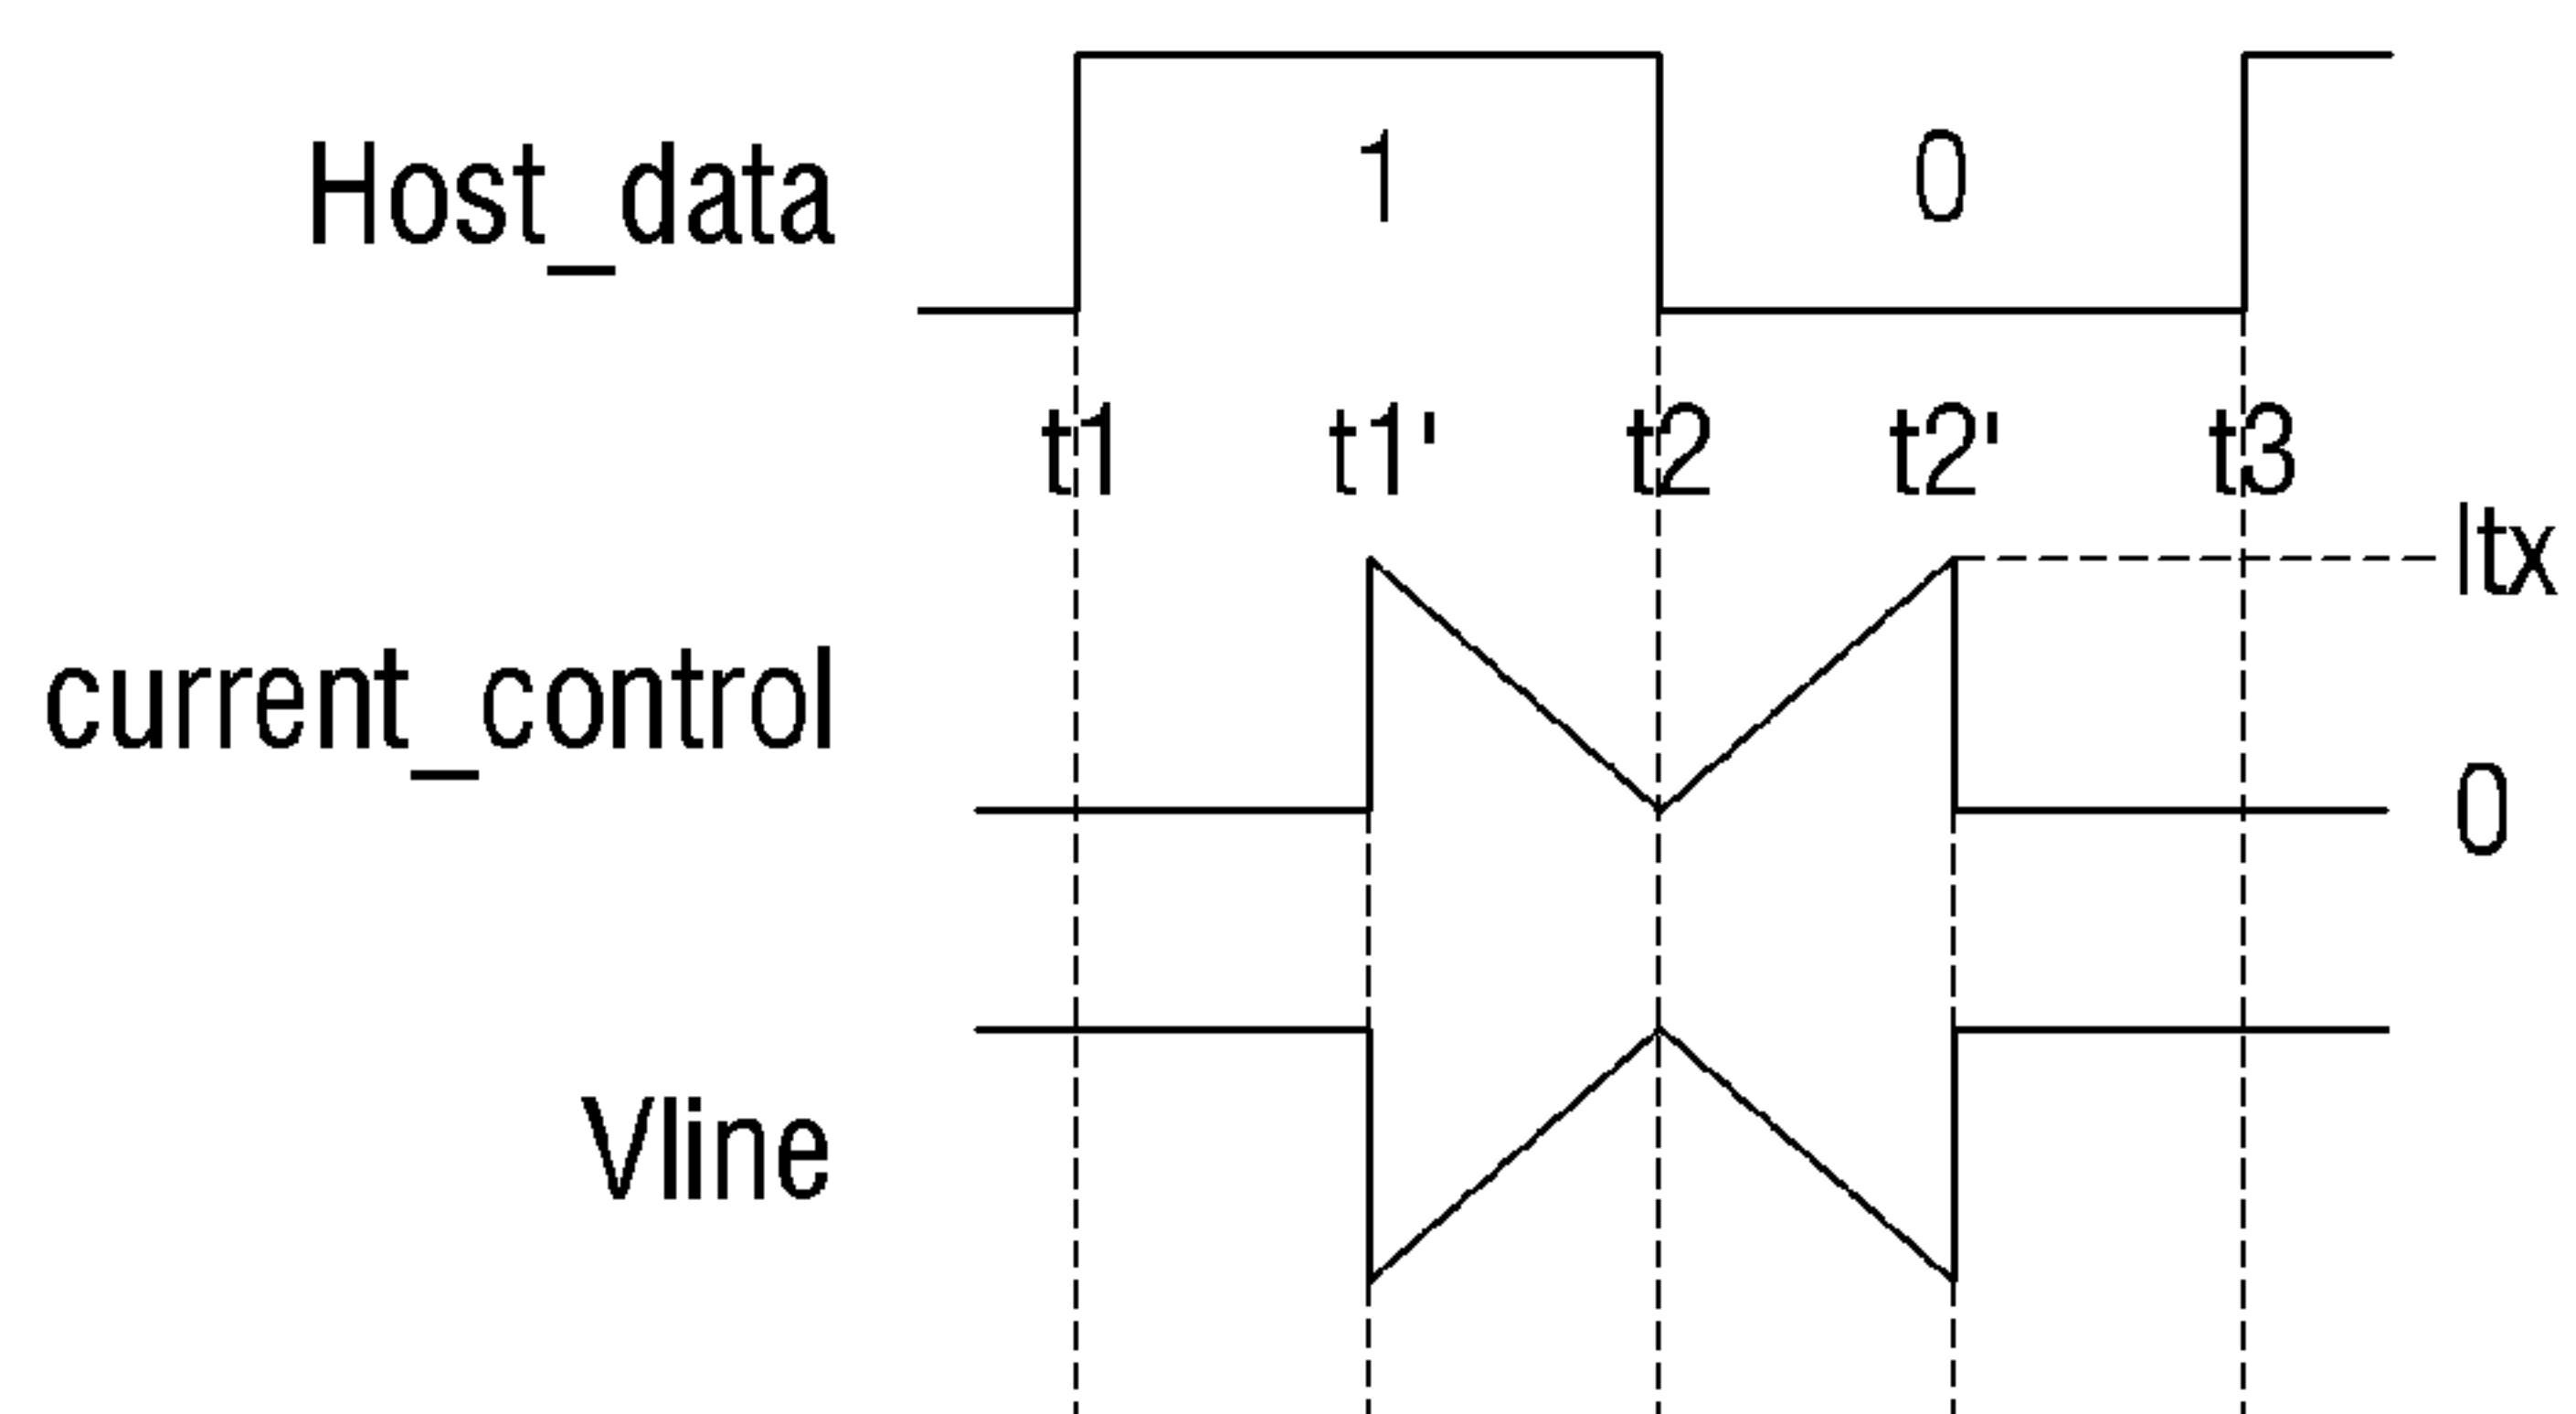 Host_data 1 0
t1 t1' t2 t2' t3
Itx
current_control
0
Vline